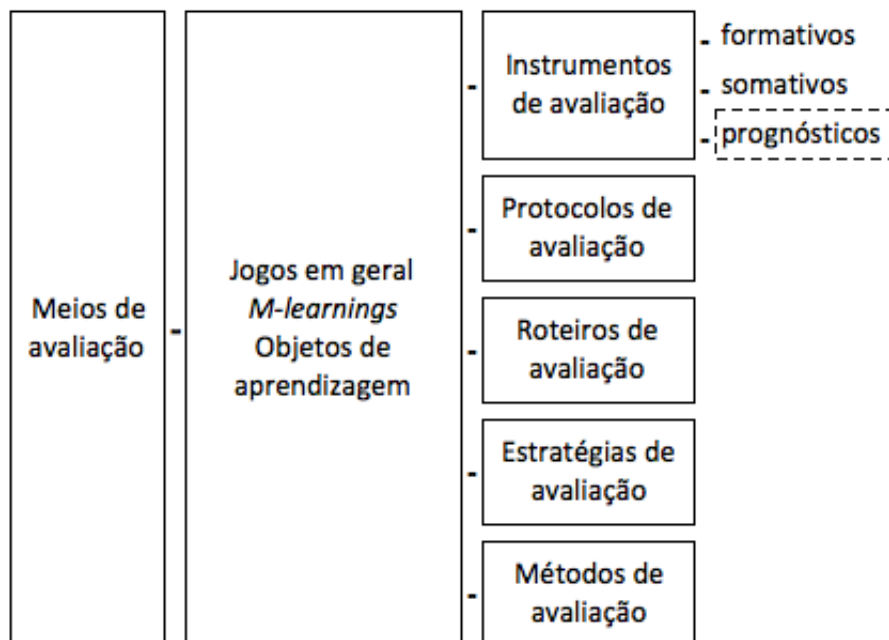 Meios de
avaliação
-
Jogos em geral
M-learnings
Objetos de
aprendizagem
- Instrumentos
de avaliação
- formativos
- somativos
- prognósticos
- Protocolos de
avaliação
- Roteiros de
avaliação
- Estratégias de
avaliação
- Métodos de
avaliação